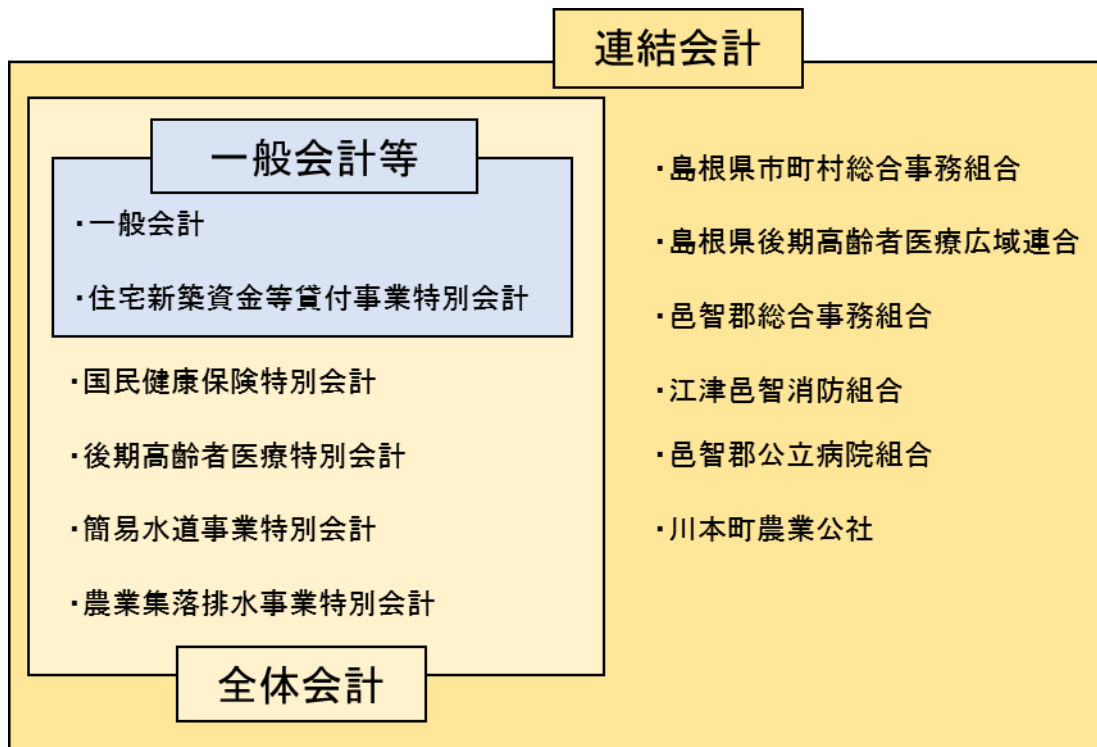 連結会計
一般会計等
・一般会計
・住宅新築資金等貸付事業特別会計
・国民健康保険特別会計
・後期高齢者医療特別会計
・簡易水道事業特別会計
・農業集落排水事業特別会計
全体会計
・島根県市町村総合事務組合
・島根県後期高齢者医療広域連合
・邑智郡総合事務組合
・江津邑智消防組合
・邑智郡公立病院組合
・川本町農業公社